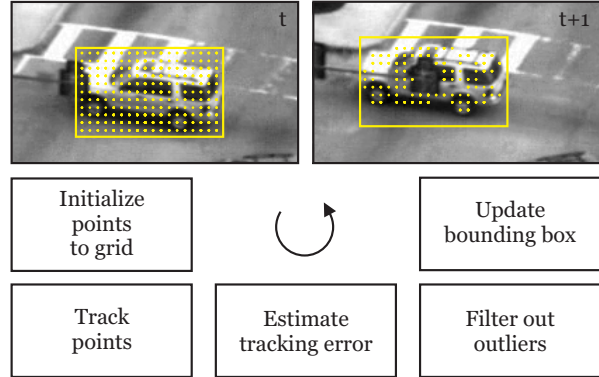 t
t+1
Initialize
points
to grid
Update
bounding box
Track
points
Estimate
tracking error
Filter out
outliers